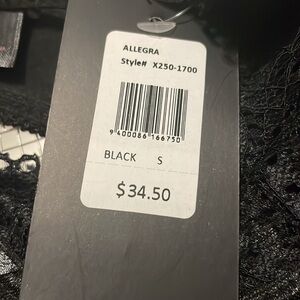 ALLEGRA
Style# X250-1700
9 400086 166750
BLACK S
$34.50